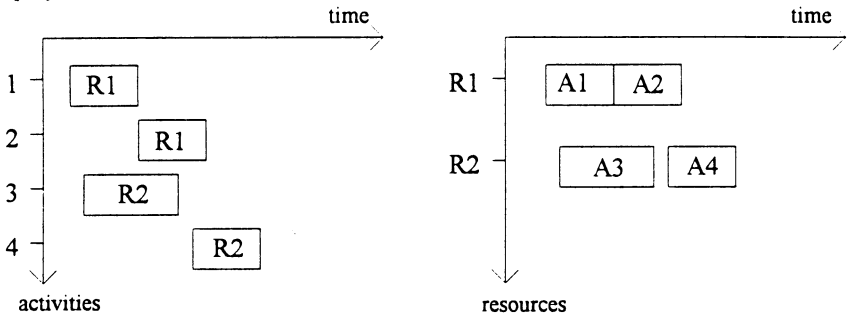 time
time
1
R1
R1
A1
A2
2
R1
3
R2
R2
A3
A4
4
R2
activities
resources